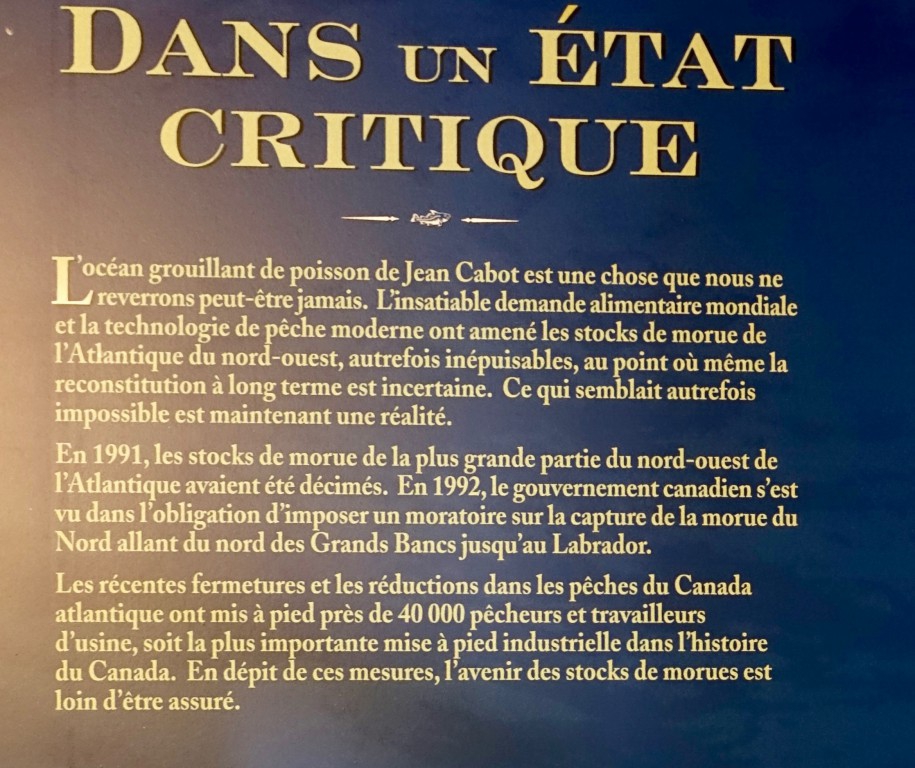 DANS UN ÉTAT
CRITIQUE
L'océan grouillant de poisson de Jean Cabot est une chose que nous ne
reverrons peut-être jamais. L'insatiable demande alimentaire mondiale
et la technologie de pêche moderne ont amené les stocks de morue de
l'Atlantique du nord-ouest, autrefois inépuisables, au point où même la
reconstitution à long terme est incertaine. Ce qui semblait autrefois
impossible est maintenant une réalité.
En 1991, les stocks de morue de la plus grande partie du nord-ouest de
l'Atlantique avaient été décimés. En 1992, le gouvernement canadien s'est
vu dans l'obligation d'imposer un moratoire sur la capture de la morue du
Nord allant du nord des Grands Bancs jusqu'au Labrador.
Les récentes fermetures et les réductions dans les pêches du Canada
atlantique ont mis à pied près de 40 000 pêcheurs et travailleurs
d'usine, soit la plus importante mise à pied industrielle dans l'histoire
du Canada. En dépit de ces mesures, l'avenir des stocks de morues est
loin d'être assuré.